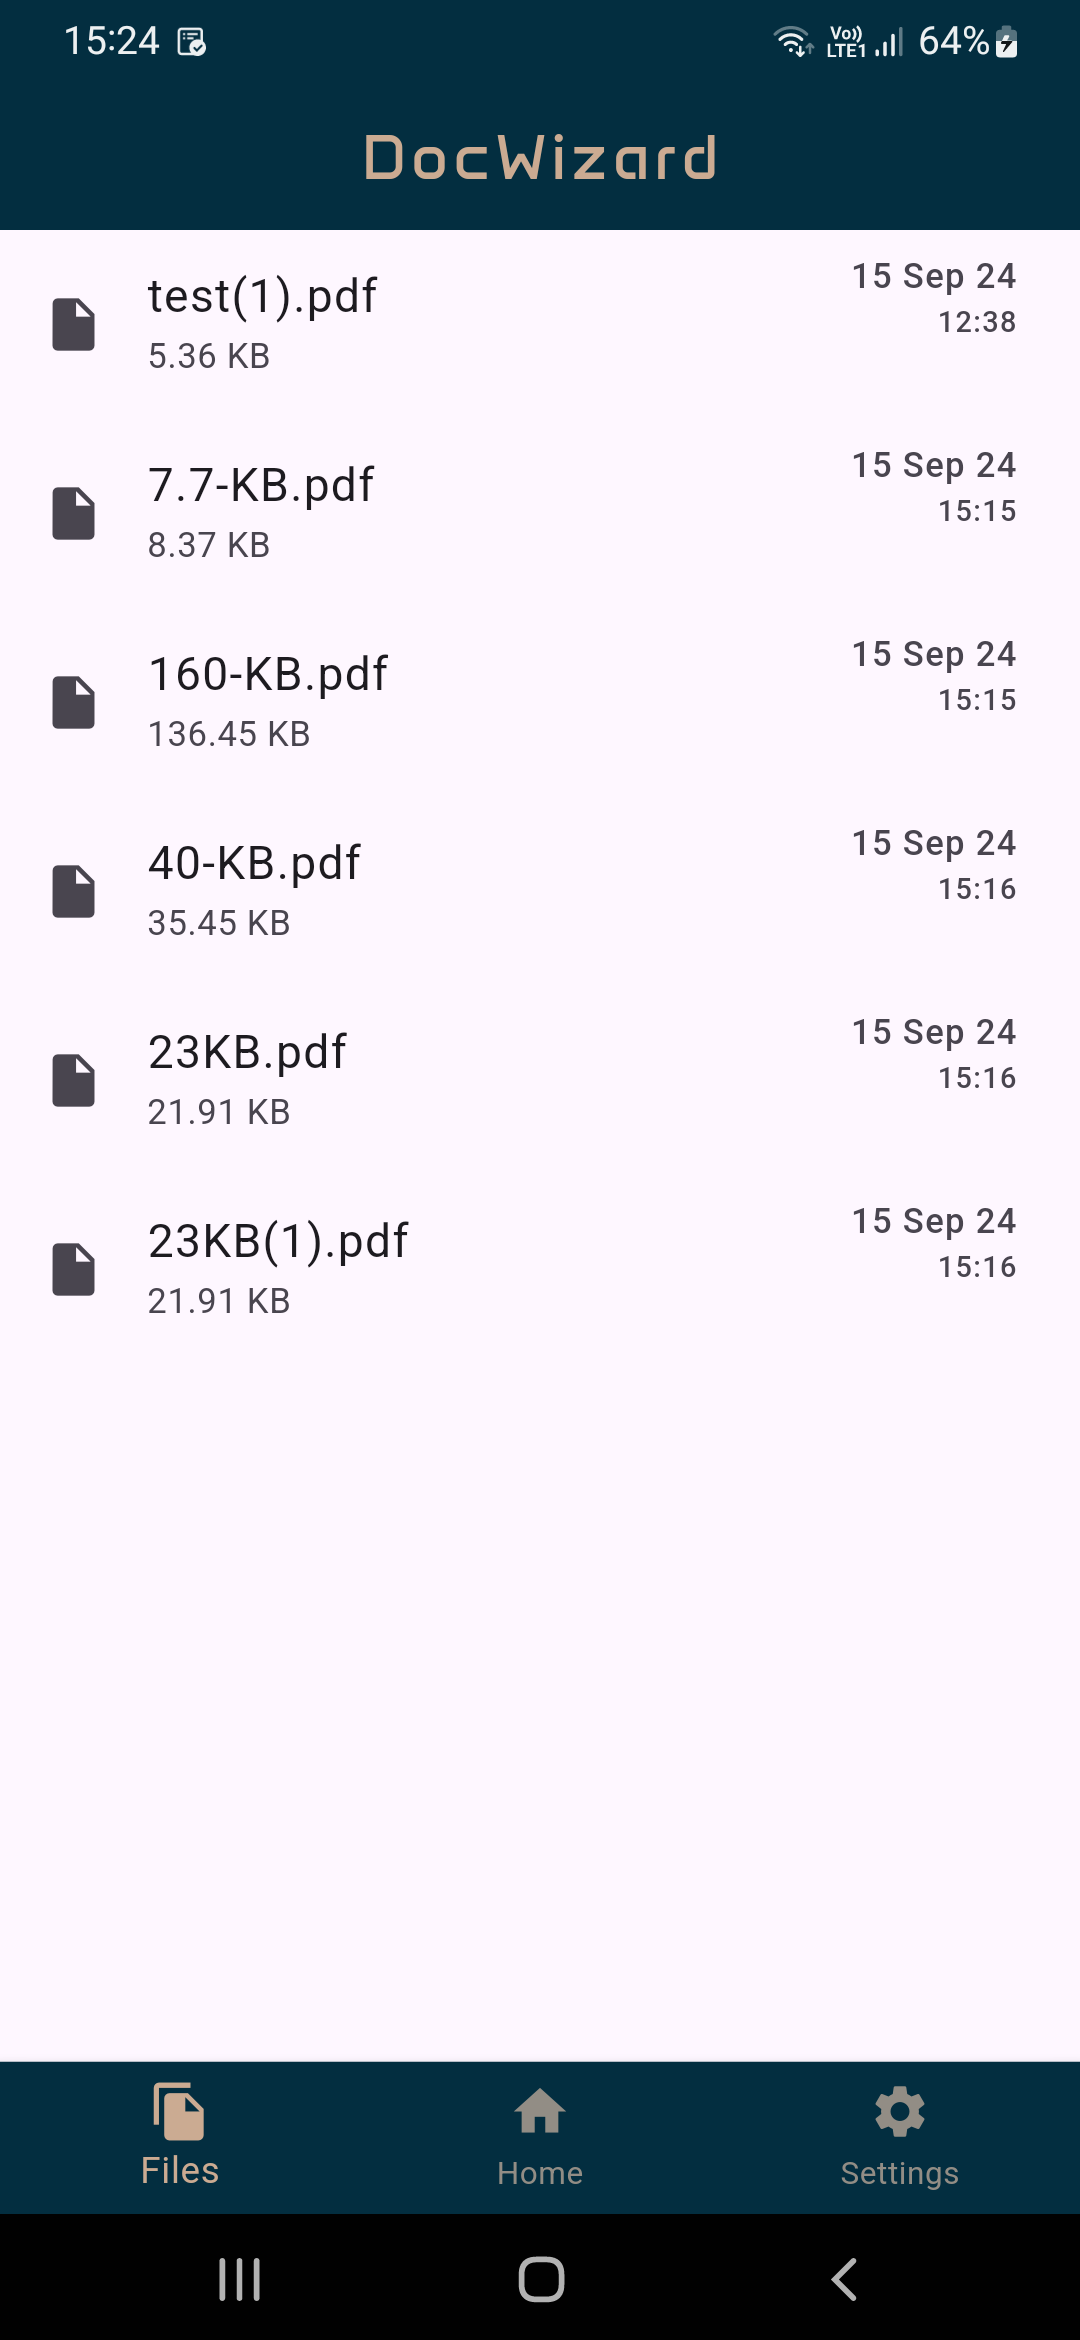 15:24
Vo)) LTE1 64%
DocWizard
test(1).pdf
5.36 KB
15 Sep 24
12:38
7.7-KB.pdf
8.37 KB
15 Sep 24
15:15
160-KB.pdf
136.45 KB
15 Sep 24
15:15
40-KB.pdf
35.45 KB
15 Sep 24
15:16
23KB.pdf
21.91 KB
15 Sep 24
15:16
23KB(1).pdf
21.91 KB
15 Sep 24
15:16
Files
Home
Settings